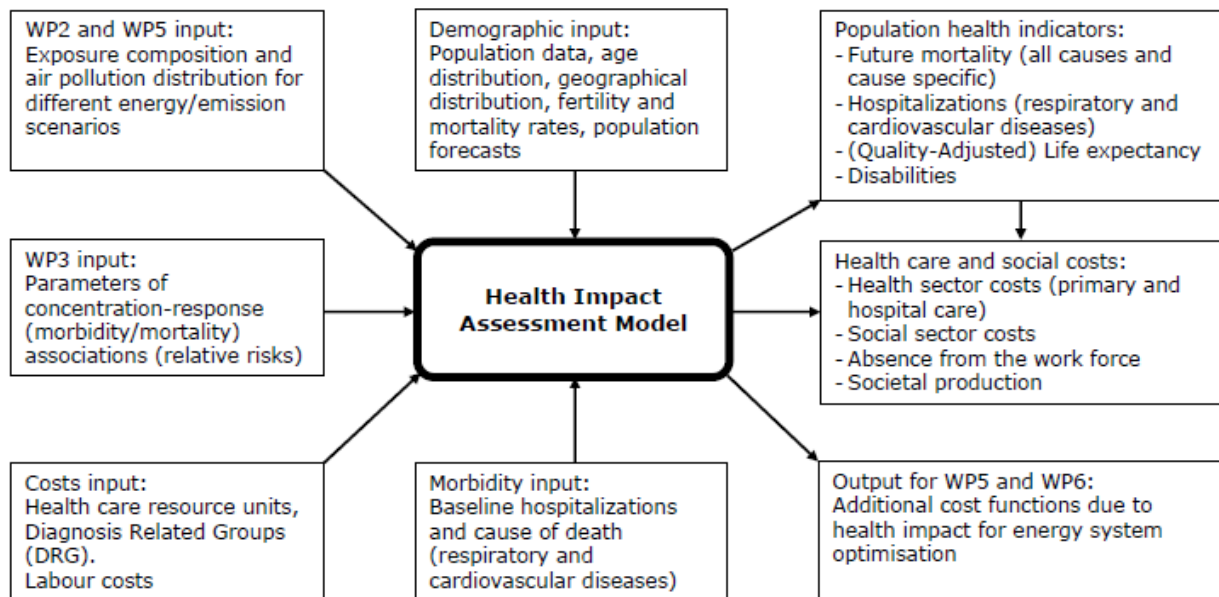 WP2 and WP5 input:
Exposure composition and
air pollution distribution for
different energy/emission
scenarios
Demographic input:
Population data, age
distribution, geographical
distribution, fertility and
mortality rates, population
forecasts
Population health indicators:
- Future mortality (all causes and
cause specific)
- Hospitalizations (respiratory and
cardiovascular diseases)
- (Quality-Adjusted) Life expectancy
- Disabilities
WP3 input:
Parameters of
concentration-response
(morbidity/mortality)
associations (relative risks)
Health Impact
Assessment Model
Health care and social costs:
- Health sector costs (primary and
hospital care)
- Social sector costs
- Absence from the work force
- Societal production
Costs input:
Health care resource units,
Diagnosis Related Groups
(DRG).
Labour costs
Morbidity input:
Baseline hospitalizations
and cause of death
(respiratory and
cardiovascular diseases)
Output for WP5 and WP6:
Additional cost functions due to
health impact for energy system
optimisation